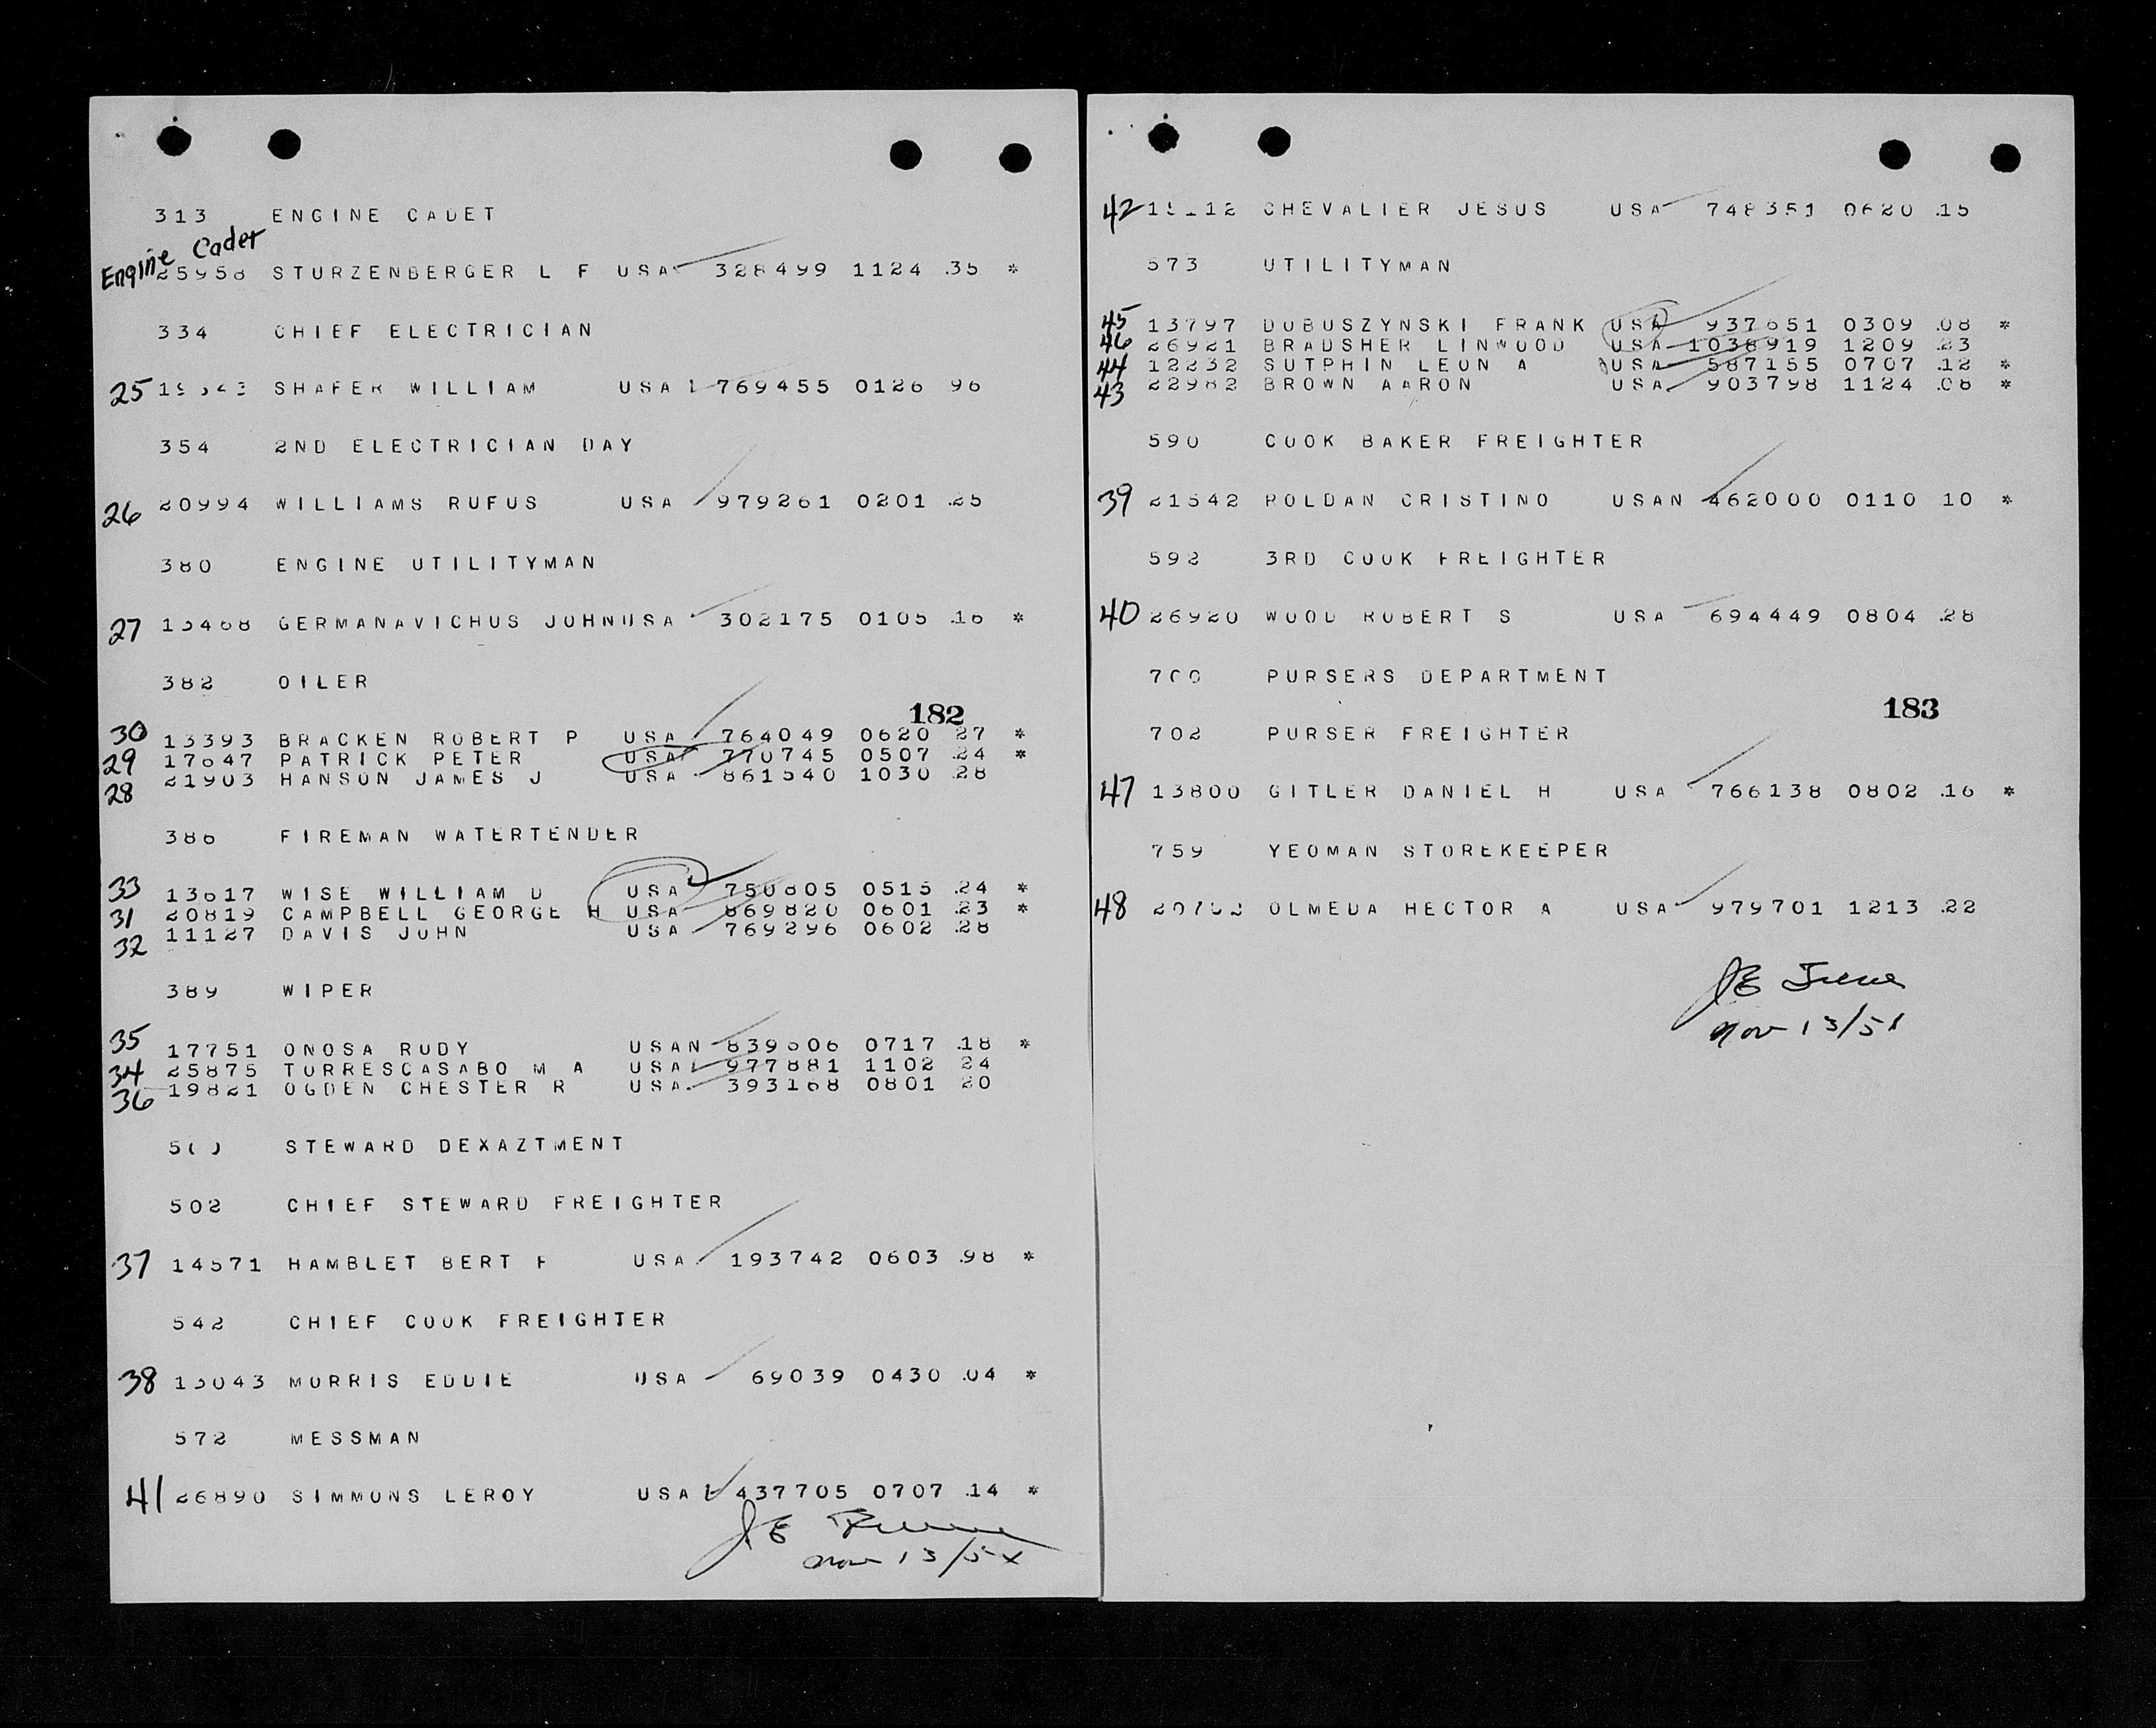 313 ENGINE CADET
Engine Cadet
25958 STURZENBERGER L F USA 328499 1124 .35 *
334 CHIEF ELECTRICIAN
25 SHAFER WILLIAM USA 769455 0126 96
354 2ND ELECTRICIAN DAY
26 20994 WILLIAMS RUFUS USA 979261 0201 .25
380 ENGINE UTILITYMAN
27 13468 GERMANAVICHUS JOHNUSA 302175 0105 .16 *
382 OILER
182
30 13393 BRACKEN ROBERT P USA 764049 0620 27 *
29 17647 PATRICK PETER USA 770745 0507 .24 *
28 21903 HANSON JAMES J USA 861540 1030 .28
386 FIREMAN WATERTENDER
33 13617 WISE WILLIAM D USA 750805 0515 .24 *
31 20819 CAMPBELL GEORGE H USA 869820 0601 .23 *
32 11127 DAVIS JOHN USA 769296 0602 .28
389 WIPER
35 17751 ONOSA RUDY USAN 839606 0717 .18 *
34 25875 TORRESCASABO M A USA 977881 1102 24
36 19821 OGDEN CHESTER R USA 393168 0801 20
STEWARD DEXAZTMENT
502 CHIEF STEWARD FREIGHTER
37 14571 HAMBLET BERT F USA 193742 0603 .98 *
542 CHIEF COOK FREIGHTER
38 13043 MORRIS EDDIE USA 69039 0430 .04 *
572 MESSMAN
41 26890 SIMMONS LEROY USA 437705 0707 .14 *
JE
Nov 13/51
42 CHEVALIER JESUS USA 748351 0620 .15
573 UTILITYMAN
45 13797 DOBUSZYNSKI FRANK USA 937651 0309 .08 *
46 26921 BRADSHER LINWOOD USA 1038919 1209 .23
44 12232 SUTPHIN LEON A USA 587155 0707 .12 *
43 22982 BROWN AARON USA 903798 1124 .08 *
590 COOK BAKER FREIGHTER
39 21542 ROLDAN CRISTINO USAN 462000 0110 10 *
592 3RD COOK FREIGHTER
40 26920 WOOD ROBERT S USA 694449 0804 .28
700 PURSERS DEPARTMENT
183
702 PURSER FREIGHTER
47 13800 GITLER DANIEL H USA 766138 0802 .16 *
759 YEOMAN STOREKEEPER
48 OLMEDA HECTOR A USA 979701 1213 .22
JE
Nov 13/51